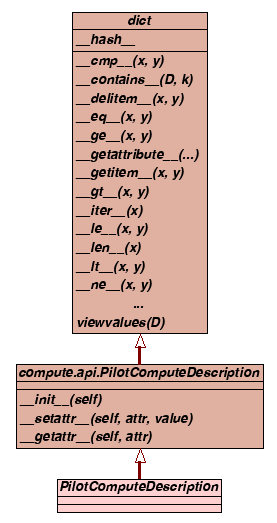 dict
__hash__
__cmp__(x, y)
__contains__(D, k)
__delitem__(x, y)
__eq__(x, y)
__ge__(x, y)
__getattribute__(...)
__getitem__(x, y)
__gt__(x, y)
__iter__(x)
__le__(x, y)
__len__(x)
__lt__(x, y)
__ne__(x, y)
...
viewvalues(D)
compute.api.PilotComputeDescription
__init__(self)
__setattr__(self, attr, value)
__getattr__(self, attr)
PilotComputeDescription